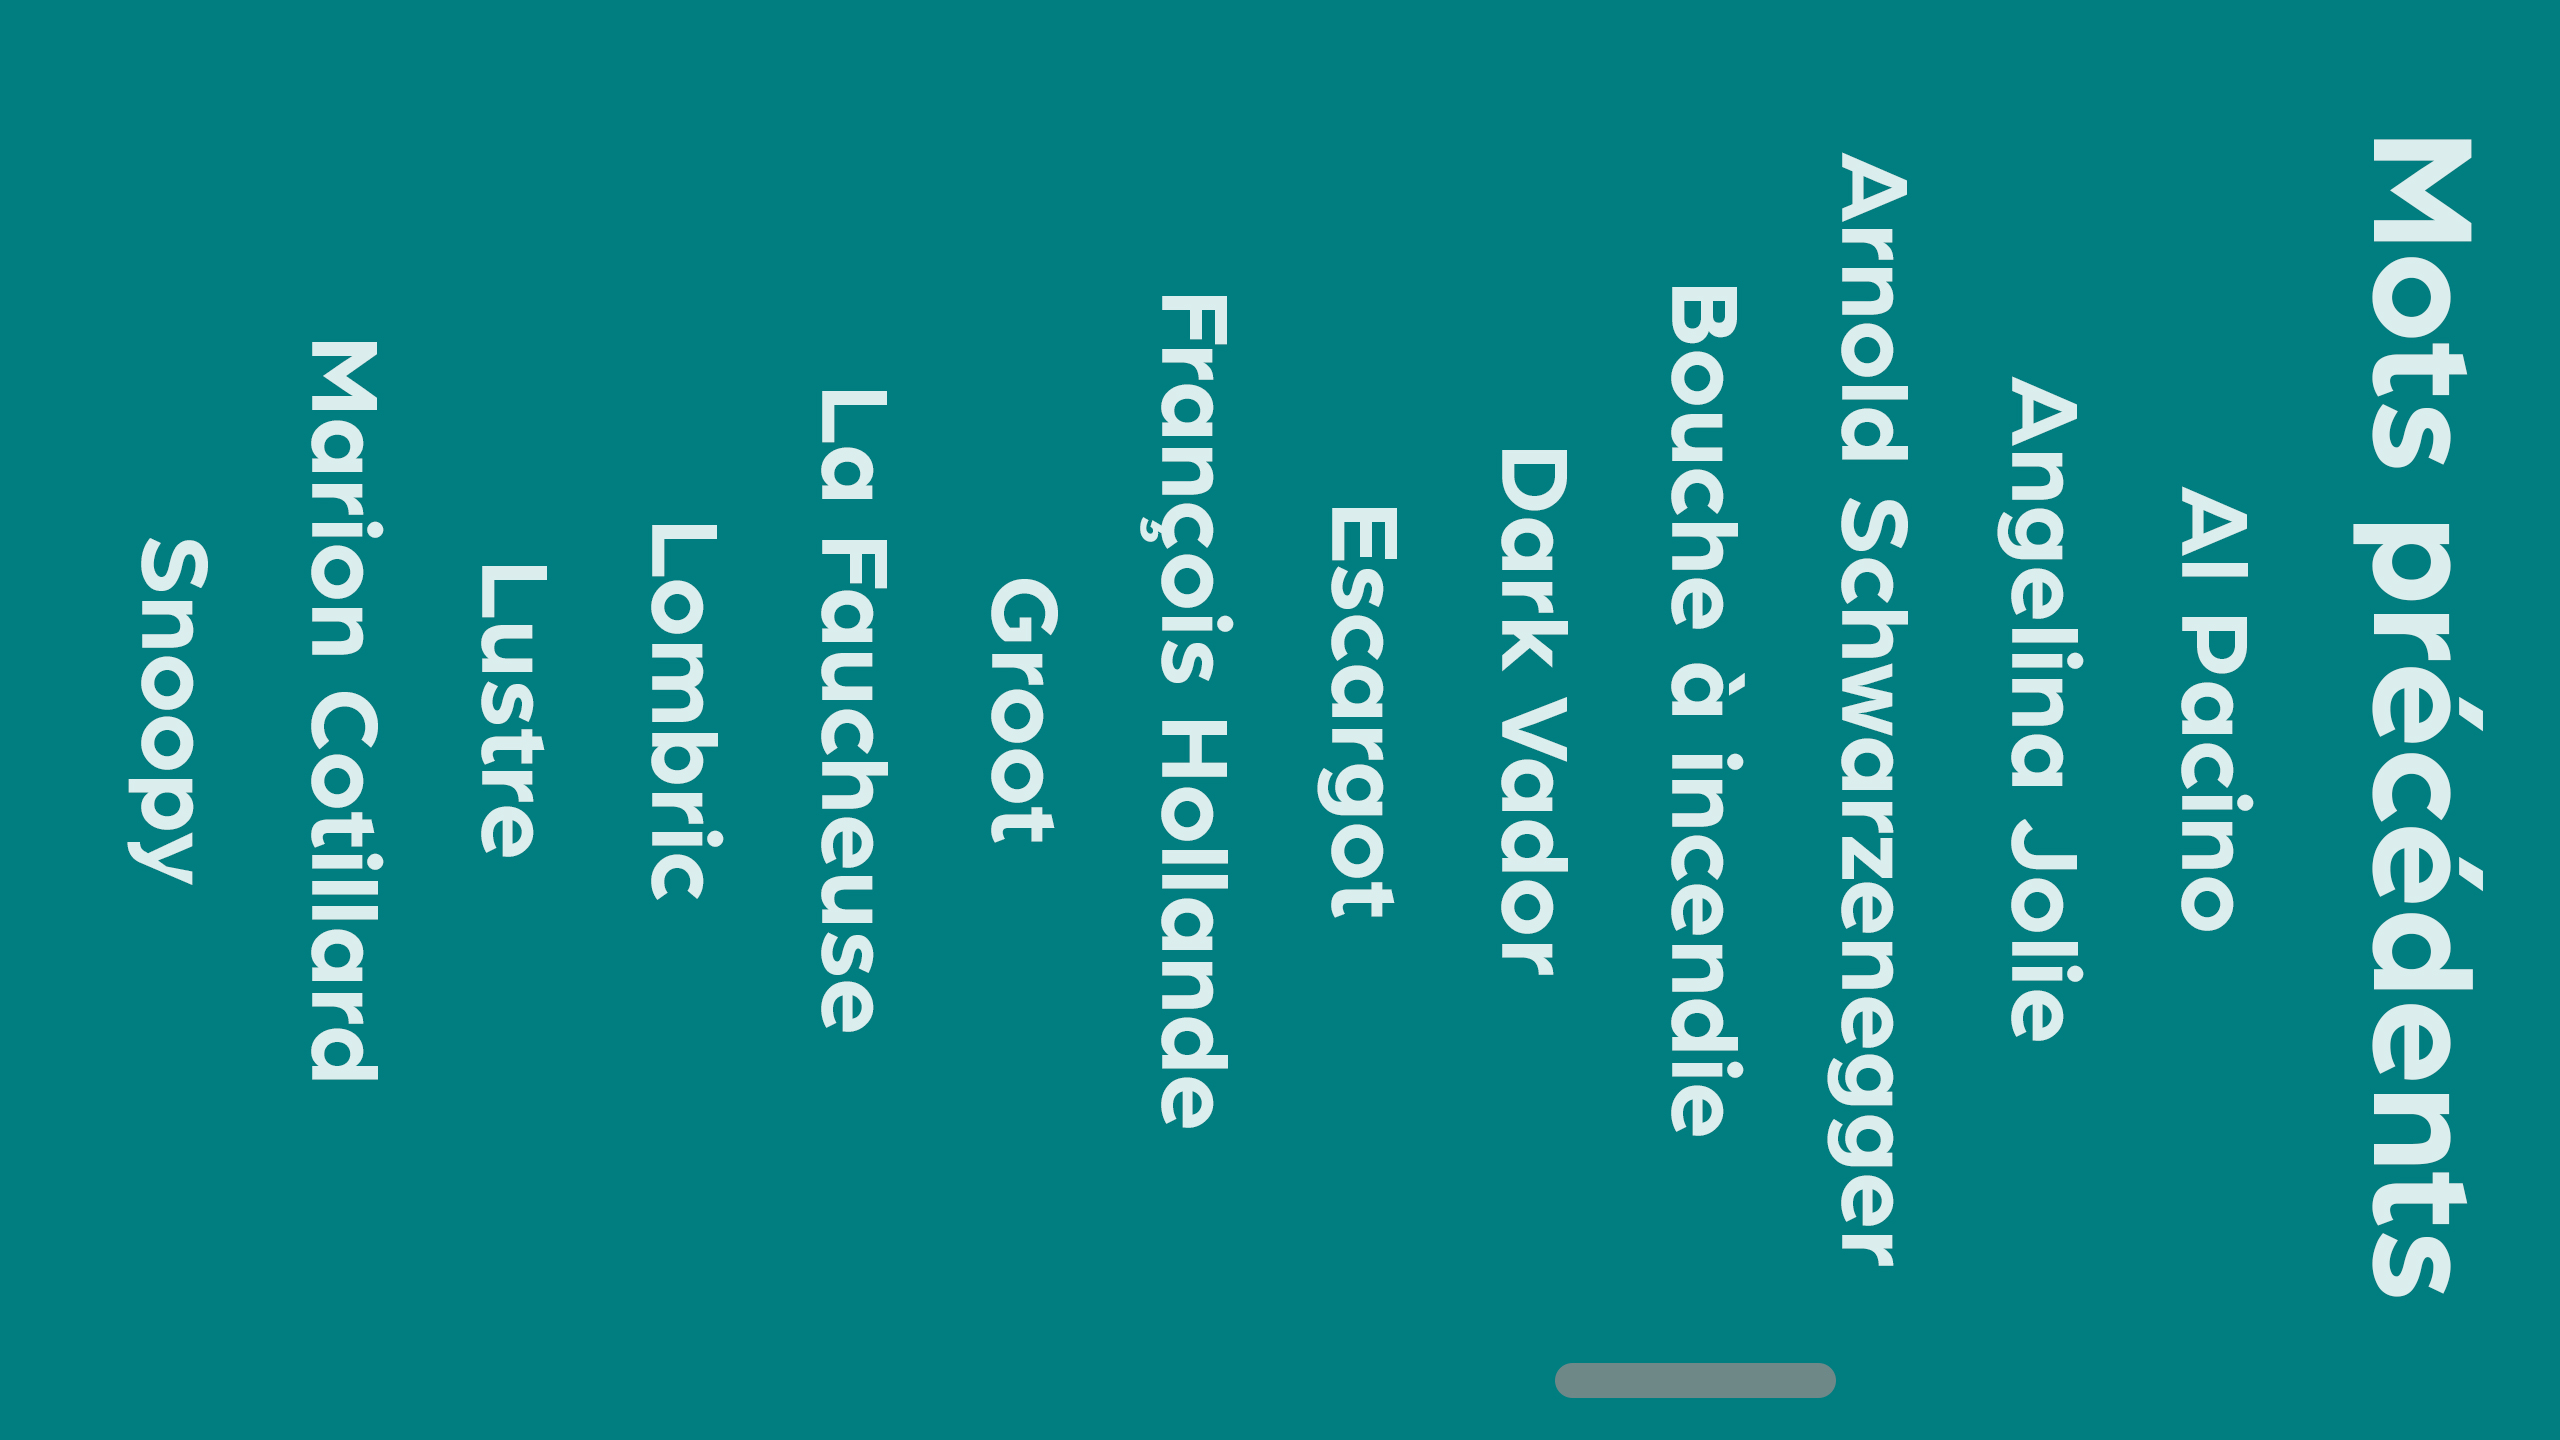 Mots précédents
Al Pacino
Angelina Jolie
Arnold Schwarzenegger
Bouche à incendie
Dark Vador
Escargot
François Hollande
Groot
La Faucheuse
Lombric
Lustre
Marion Cotillard
Snoopy